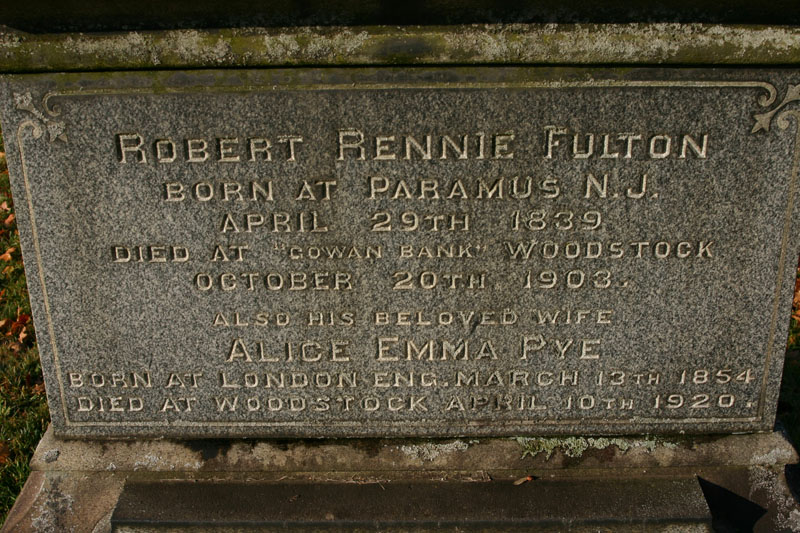 ROBERT RENNIE FULTON
BORN AT PARAMUS N.J.
APRIL 29TH 1839
DIED AT "GOWAN BANK" WOODSTOCK
OCTOBER 20TH 1903.
ALSO HIS BELOVED WIFE
ALICE EMMA PYE
BORN AT LONDON ENG. MARCH 13TH 1854
DIED AT WOODSTOCK APRIL 10TH 1920.